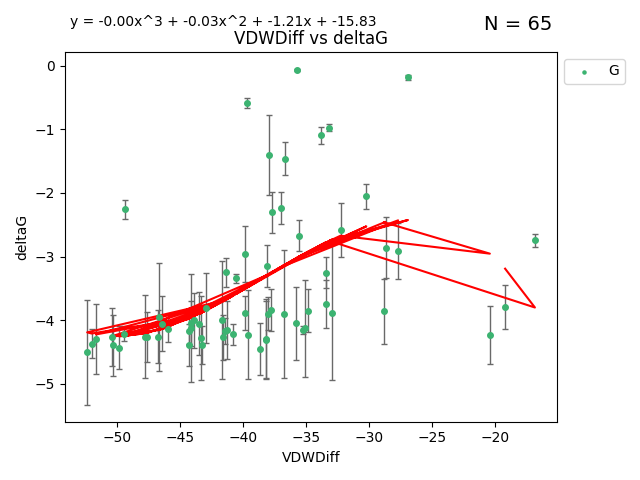 y = -0.00x^3 + -0.03x^2 + -1.21x + -15.83
N = 65
VDWDiff vs deltaG
G
0
−1
−2
−3
−4
−5
deltaG
−50 −45 −40 −35 −30 −25 −20
VDWDiff